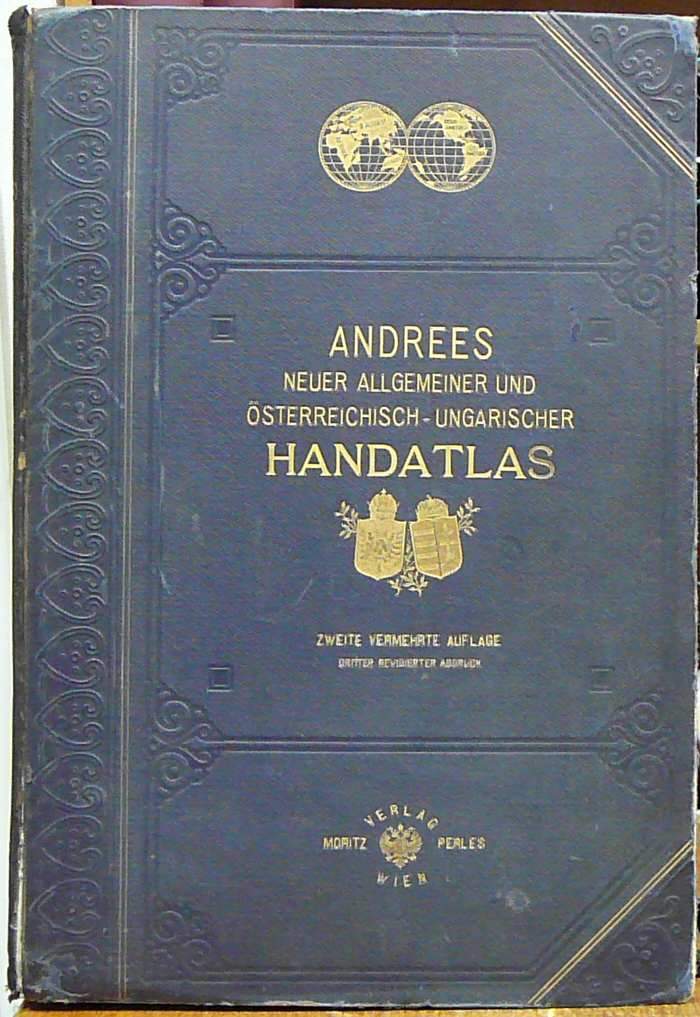 ANDREES
NEUER ALLGEMEINER UND
ÖSTERREICHISCH-UNGARISCHER
HANDATLAS
ZWEITE VERMEHRTE AUFLAGE
DRITTER REVIDIERTER ABDRUCK
VERLAG
MORITZ PERLES
WIEN